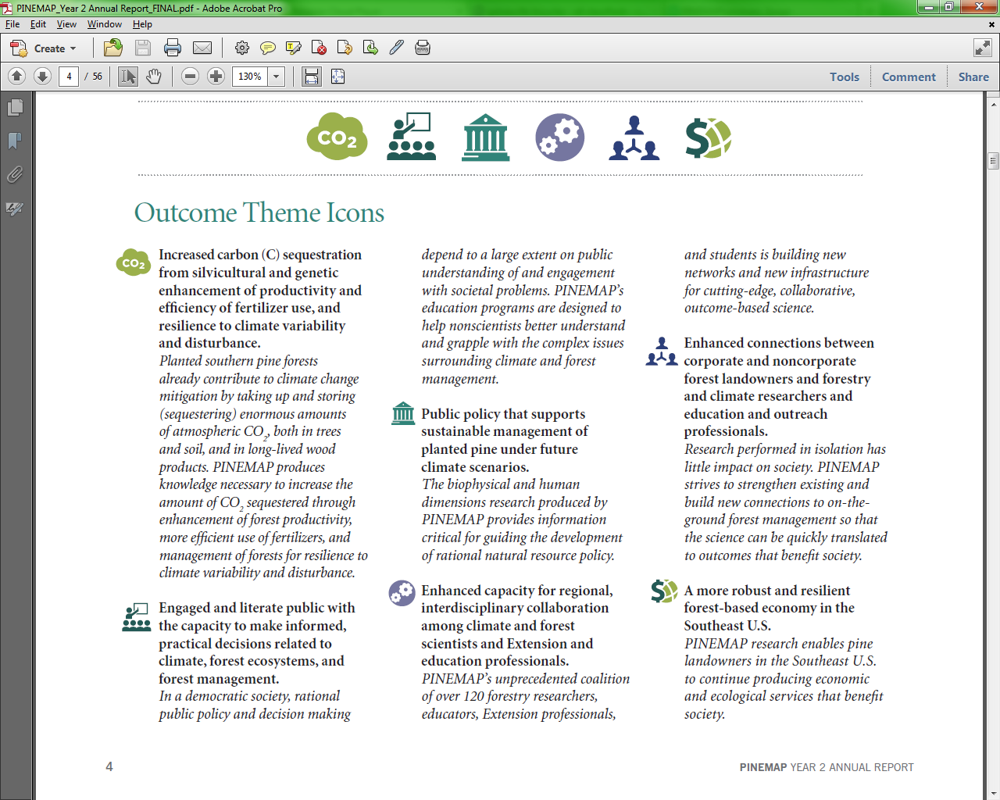 PINEMAP_Year 2 Annual Report_FINAL.pdf - Adobe Acrobat Pro
File Edit View Window Help
Create
4 / 56 130% Tools Comment Share
CO2
Outcome Theme Icons
CO2
Increased carbon (C) sequestration
from silvicultural and genetic
enhancement of productivity and
efficiency of fertilizer use, and
resilience to climate variability
and disturbance.
Planted southern pine forests
already contribute to climate change
mitigation by taking up and storing
(sequestering) enormous amounts
of atmospheric CO2, both in trees
and soil, and in long-lived wood
products. PINEMAP produces
knowledge necessary to increase the
amount of CO2 sequestered through
enhancement of forest productivity,
more efficient use of fertilizers, and
management of forests for resilience to
climate variability and disturbance.
Engaged and literate public with
the capacity to make informed,
practical decisions related to
climate, forest ecosystems, and
forest management.
In a democratic society, rational
public policy and decision making
depend to a large extent on public
understanding of and engagement
with societal problems. PINEMAP's
education programs are designed to
help nonscientists better understand
and grapple with the complex issues
surrounding climate and forest
management.
Public policy that supports
sustainable management of
planted pine under future
climate scenarios.
The biophysical and human
dimensions research produced by
PINEMAP provides information
critical for guiding the development
of rational natural resource policy.
Enhanced capacity for regional,
interdisciplinary collaboration
among climate and forest
scientists and Extension and
education professionals.
PINEMAP's unprecedented coalition
of over 120 forestry researchers,
educators, Extension professionals,
and students is building new
networks and new infrastructure
for cutting-edge, collaborative,
outcome-based science.
Enhanced connections between
corporate and noncorporate
forest landowners and forestry
and climate researchers and
education and outreach
professionals.
Research performed in isolation has
little impact on society. PINEMAP
strives to strengthen existing and
build new connections to on-the-
ground forest management so that
the science can be quickly translated
to outcomes that benefit society.
A more robust and resilient
forest-based economy in the
Southeast U.S.
PINEMAP research enables pine
landowners in the Southeast U.S.
to continue producing economic
and ecological services that benefit
society.
4
PINEMAP YEAR 2 ANNUAL REPORT